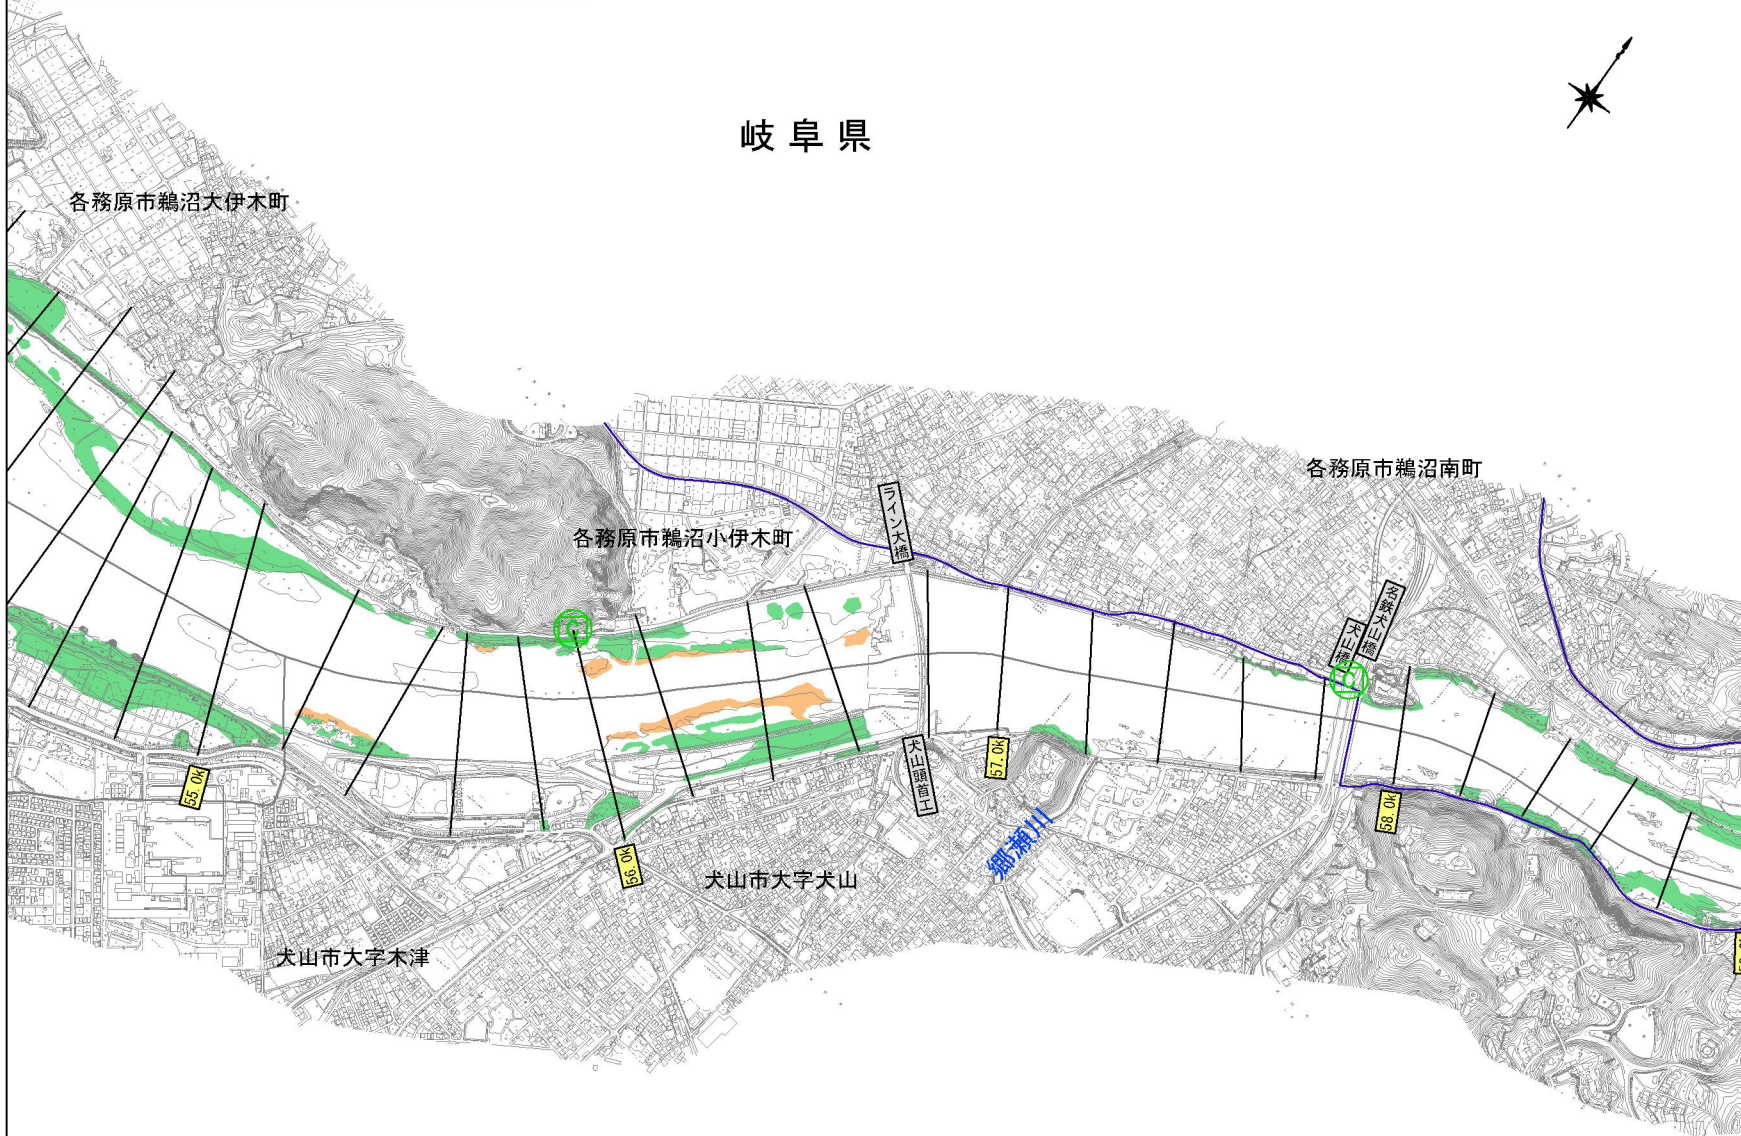 岐阜県
各務原市鵜沼大伊木町
各務原市鵜沼南町
ライン大橋
各務原市鵜沼小伊木町
名鉄犬山橋
犬山橋
C
C
犬山頭首工
57.0k
55.0k
58.0k
郷瀬川
56.0k
犬山市大字犬山
犬山市大字木津